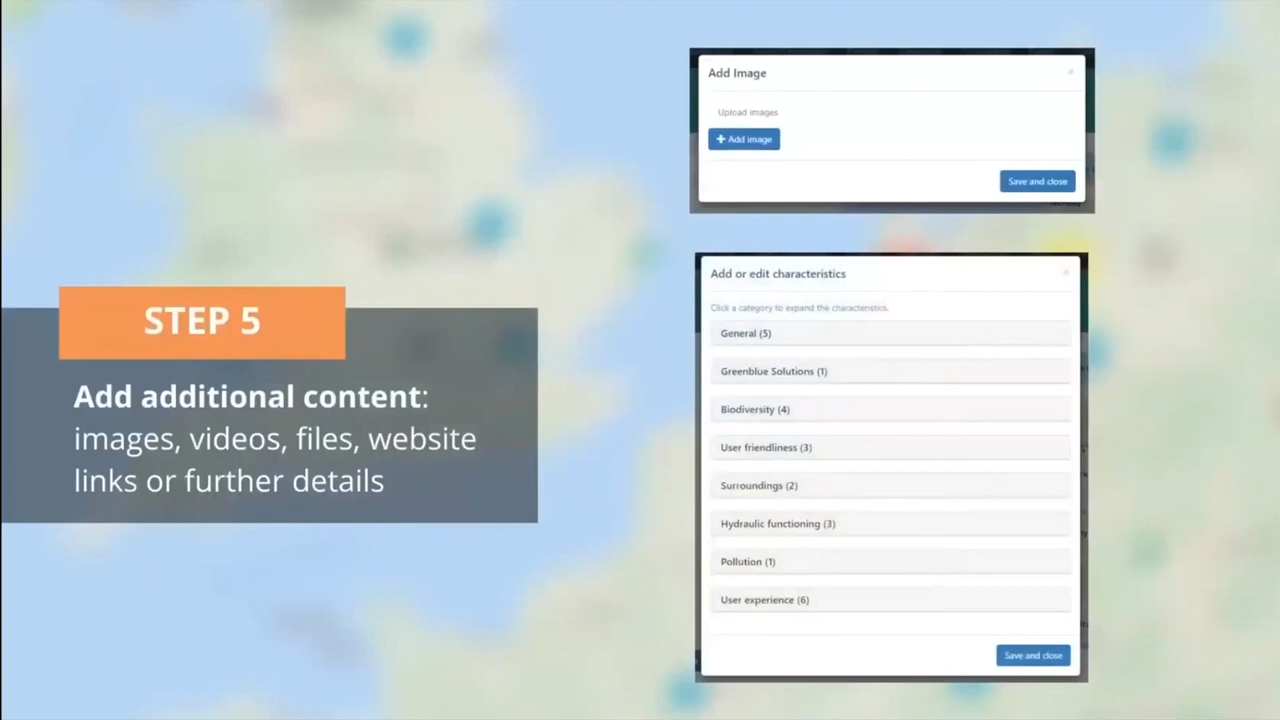 STEP 5
Add additional content:
images, videos, files, website
links or further details
Add Image
Upload images
Add image
Save and close
Add or edit characteristics
Click a category to expand the characteristics.
General (5)
Greenblue Solutions (1)
Biodiversity (4)
User friendliness (3)
Surroundings (2)
Hydraulic functioning (3)
Pollution (1)
User experience (6)
Save and close